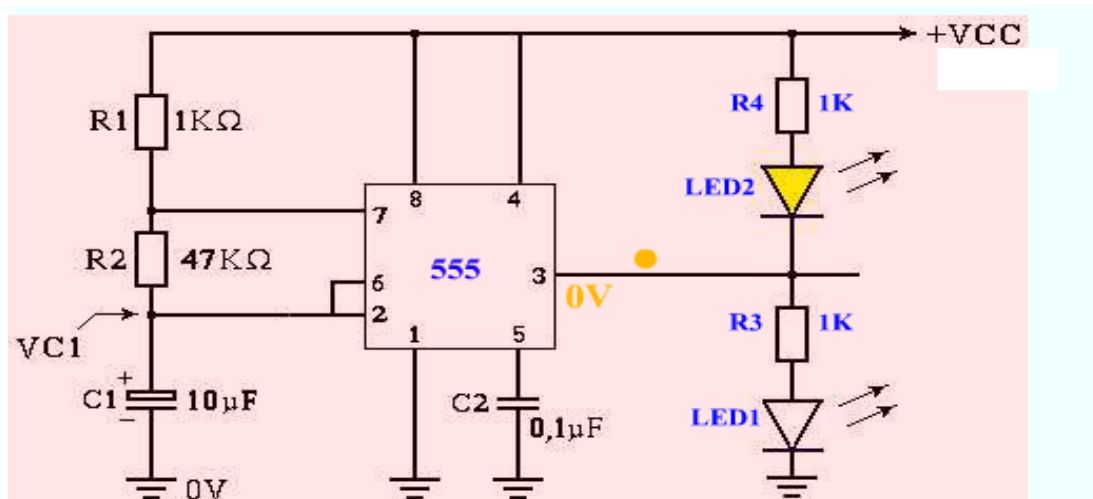 +VCC
R4 1K
R1 1KΩ
LED2
8 4
7
R2 47KΩ
555
6
3
0V
2
R3 1K
VC1
1 5
C1 + 10µF
−
C2
0,1µF
LED1
0V